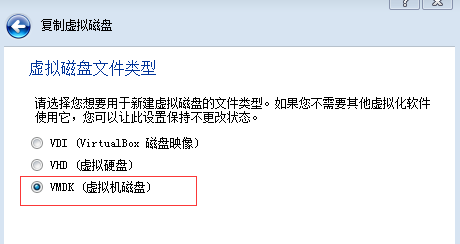 复制虚拟磁盘
虚拟磁盘文件类型
请选择您想要用于新建虚拟磁盘的文件类型。如果您不需要其他虚拟化软件
使用它，您可以让此设置保持不更改状态。
VDI (VirtualBox 磁盘映像)
VHD (虚拟硬盘)
VMDK (虚拟机磁盘)